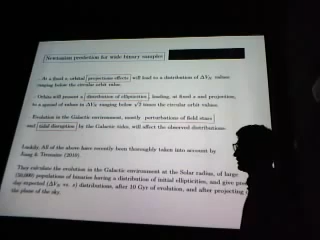 Newtonian prediction for wide binary samples
. At a fixed s, orbital projections effects will lead to a distribution of ΔV_N values
ranging below the circular orbit value.
. Orbits will present a distribution of ellipticities, leading, at fixed s and projection,
to a spread of values in ΔV_N ranging below √2 times the circular orbit values.
. Evolution in the Galactic environment, mostly perturbations of field stars
and tidal disruption by the Galactic tides, will affect the observed distributions.
Luckily, All of the above have recently been thoroughly taken into account by
Jiang & Tremaine (2010).
They calculate the evolution in the Galactic environment at the Solar radius, of large
(50,000) populations of binaries having a distribution of initial ellipticities, and give
day expected (ΔV_N vs. s) distributions, after 10 Gyr of evolution, and after projecting
the plane of the sky.